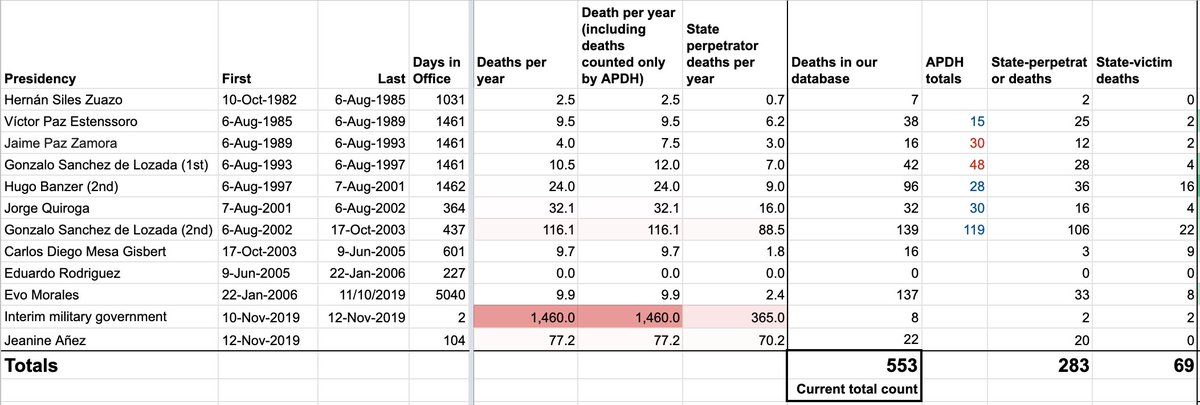 Presidency First Last Days in Office Deaths per year Death per year (including deaths counted only by APDH) State perpetrator deaths per year Deaths in our database APDH totals State-perpetrat or deaths State-victim deaths
Hernán Siles Zuazo 10-Oct-1982 6-Aug-1985 1031 2.5 2.5 0.7 7 2 0
Víctor Paz Estenssoro 6-Aug-1985 6-Aug-1989 1461 9.5 9.5 6.2 38 15 25 2
Jaime Paz Zamora 6-Aug-1989 6-Aug-1993 1461 4.0 7.5 3.0 16 30 12 2
Gonzalo Sanchez de Lozada (1st) 6-Aug-1993 6-Aug-1997 1461 10.5 12.0 7.0 42 48 28 4
Hugo Banzer (2nd) 6-Aug-1997 7-Aug-2001 1462 24.0 24.0 9.0 96 28 36 16
Jorge Quiroga 7-Aug-2001 6-Aug-2002 364 32.1 32.1 16.0 32 30 16 4
Gonzalo Sanchez de Lozada (2nd) 6-Aug-2002 17-Oct-2003 437 116.1 116.1 88.5 139 119 106 22
Carlos Diego Mesa Gisbert 17-Oct-2003 9-Jun-2005 601 9.7 9.7 1.8 16 3 9
Eduardo Rodriguez 9-Jun-2005 22-Jan-2006 227 0.0 0.0 0.0 0 0 0
Evo Morales 22-Jan-2006 11/10/2019 5040 9.9 9.9 2.4 137 33 8
Interim military government 10-Nov-2019 12-Nov-2019 2 1,460.0 1,460.0 365.0 8 2 2
Jeanine Añez 12-Nov-2019 104 77.2 77.2 70.2 22 20 0
Totals 553 283 69
Current total count